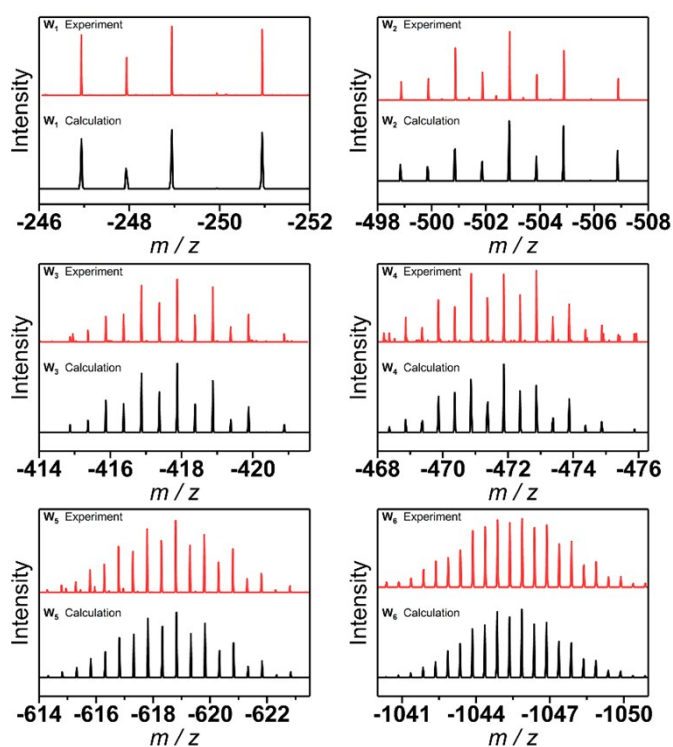 W₁ Experiment
W₁ Calculation
Intensity
-246 -248 -250 -252
m / z
W₂ Experiment
W₂ Calculation
Intensity
-498 -500 -502 -504 -506 -508
m / z
W₃ Experiment
W₃ Calculation
Intensity
-414 -416 -418 -420
m / z
W₄ Experiment
W₄ Calculation
Intensity
-468 -470 -472 -474 -476
m / z
W₅ Experiment
W₅ Calculation
Intensity
-614 -616 -618 -620 -622
m / z
W₆ Experiment
W₆ Calculation
Intensity
-1041 -1044 -1047 -1050
m / z